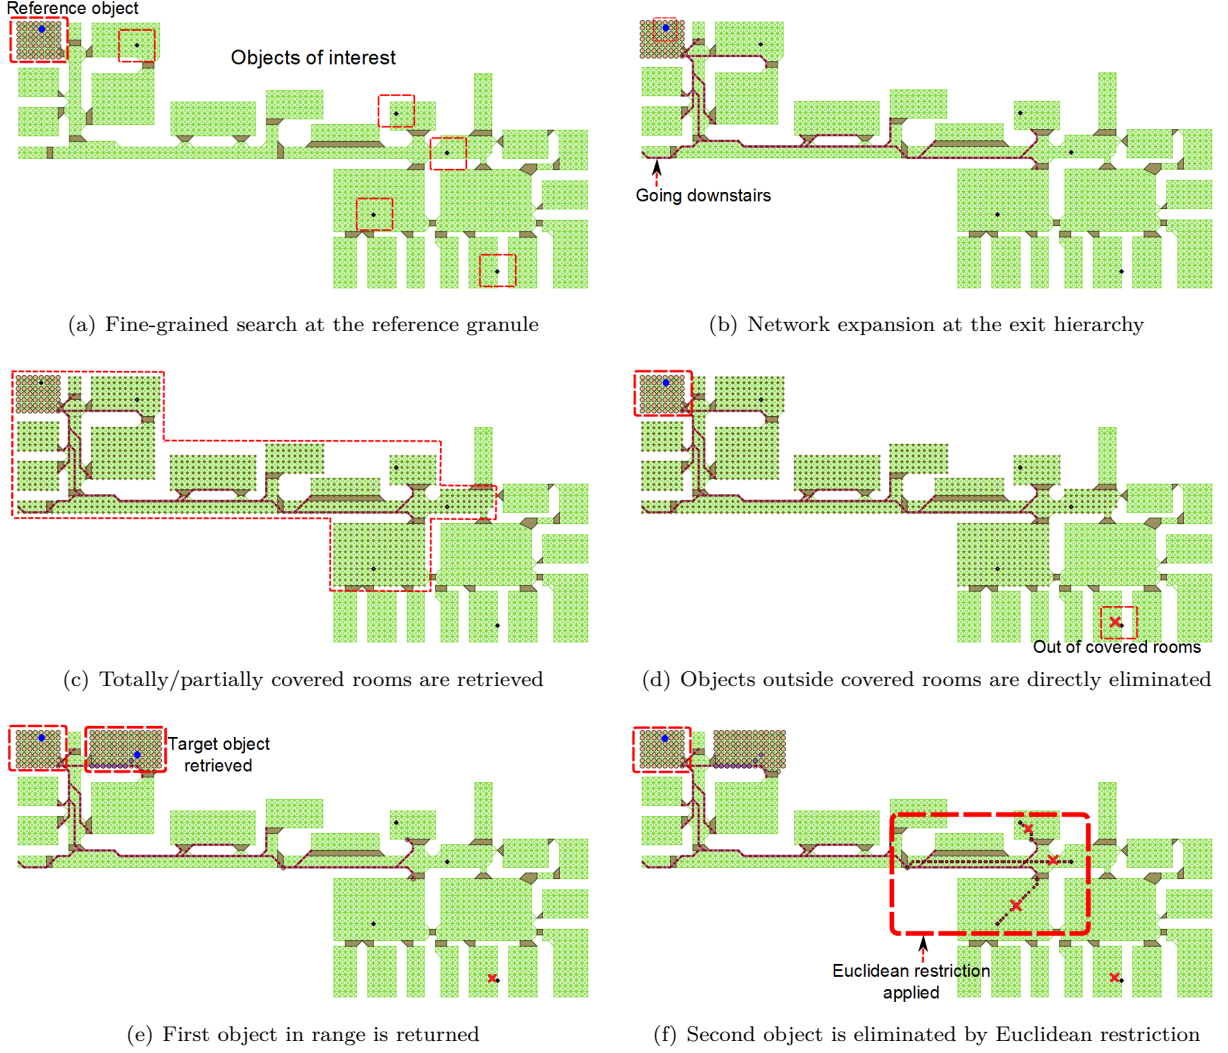 Reference object
Objects of interest
Going downstairs
(a) Fine-grained search at the reference granule
(b) Network expansion at the exit hierarchy
Out of covered rooms
(c) Totally/partially covered rooms are retrieved
(d) Objects outside covered rooms are directly eliminated
Target object
retrieved
Euclidean restriction
applied
(e) First object in range is returned
(f) Second object is eliminated by Euclidean restriction